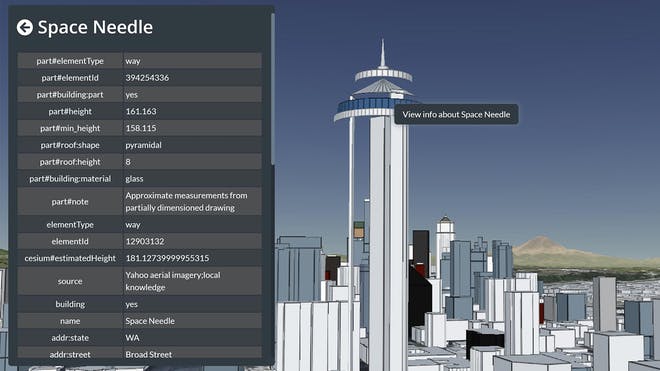 Space Needle
part#elementType way
part#elementId 394254336
part#building:part yes
part#height 161.163
part#min_height 158.115
part#roof:shape pyramidal
part#roof:height 8
part#building:material glass
part#note Approximate measurements from
partially dimensioned drawing
elementType way
elementId 12903132
cesium#estimatedHeight 181.12739999955315
source Yahoo aerial imagery;local
knowledge
building yes
name Space Needle
addr:state WA
addr:street Broad Street
View info about Space Needle